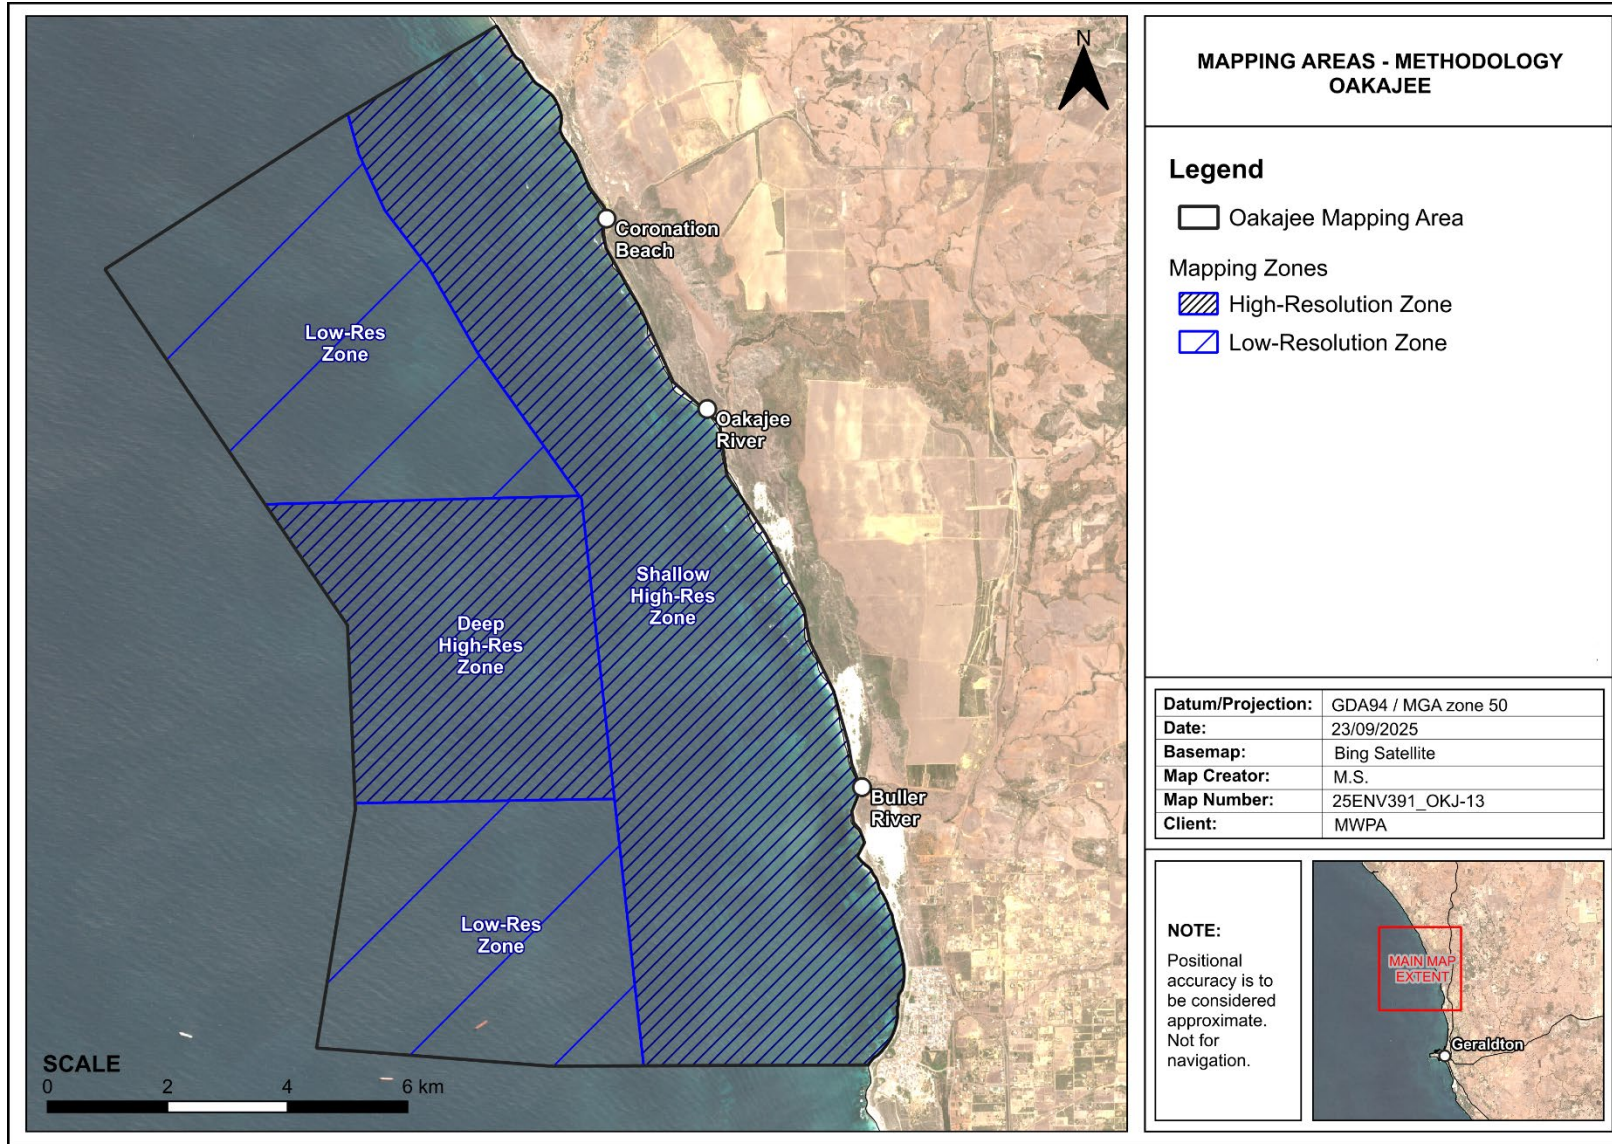 MAPPING AREAS - METHODOLOGY
OAKAJEE
Legend
Oakajee Mapping Area
Mapping Zones
High-Resolution Zone
Low-Resolution Zone
N
Coronation
Beach
Low-Res
Zone
Oakajee
River
Shallow
High-Res
Zone
Deep
High-Res
Zone
Buller
River
Low-Res
Zone
SCALE
0 2 4 6 km
Datum/Projection: GDA94 / MGA zone 50
Date: 23/09/2025
Basemap: Bing Satellite
Map Creator: M.S.
Map Number: 25ENV391_OKJ-13
Client: MWPA
NOTE:
Positional
accuracy is to
be considered
approximate.
Not for
navigation.
MAIN MAP
EXTENT
Geraldton